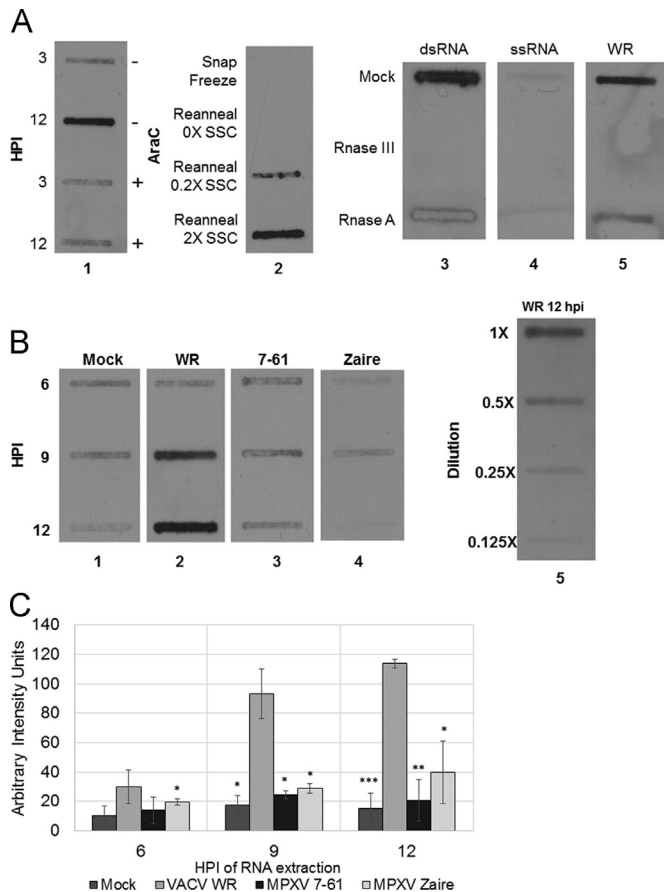 A
3 -
12 -
3 +
12 +
HPI
AraC
1
Snap
Freeze
Reanneal
0X SSC
Reanneal
0.2X SSC
Reanneal
2X SSC
2
dsRNA ssRNA WR
Mock
Rnase III
Rnase A
3 4 5
B
Mock WR 7-61 Zaire
6
9
12
HPI
1 2 3 4
WR 12 hpi
1X
0.5X
0.25X
0.125X
Dilution
5
C
140
120
100
80
60
40
20
0
Arbitrary Intensity Units
* * * * *** ** *
6 9 12
HPI of RNA extraction
Mock VACV WR MPXV 7-61 MPXV Zaire